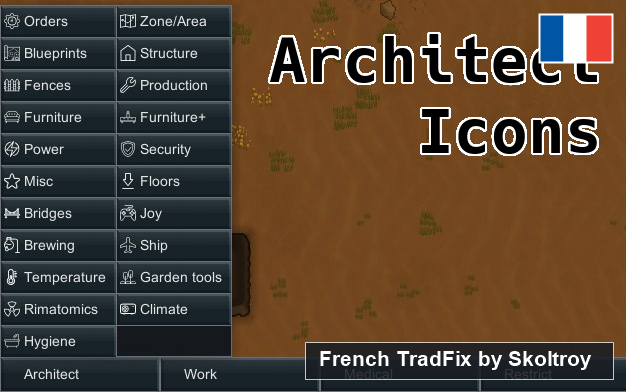 Orders
Zone/Area
Blueprints
Structure
Fences
Production
Furniture
Furniture+
Power
Security
Misc
Floors
Bridges
Joy
Brewing
Ship
Temperature
Garden tools
Rimatomics
Climate
Hygiene
Architect
Icons
French TradFix by Skoltroy
Architect
Work
Medical
Restrict